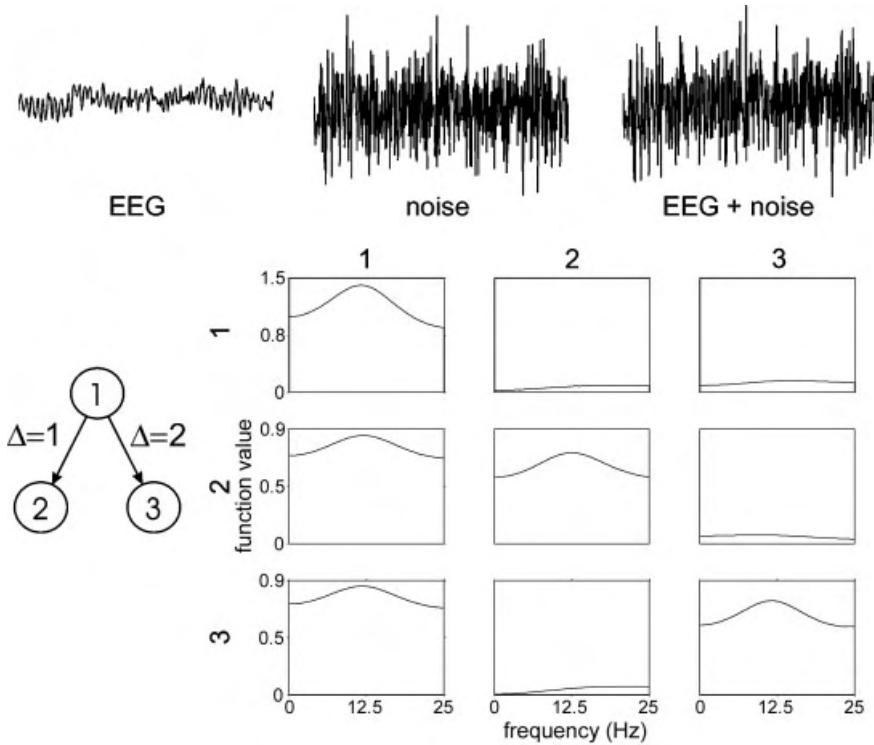 EEG noise EEG + noise
1 2 3
1.5
0.8
0
1
0.9
0.5
0
2
function value
0.9
0.5
0
3
0 12.5 25 0 12.5 25 0 12.5 25
frequency (Hz)
1
Δ=1 Δ=2
2 3